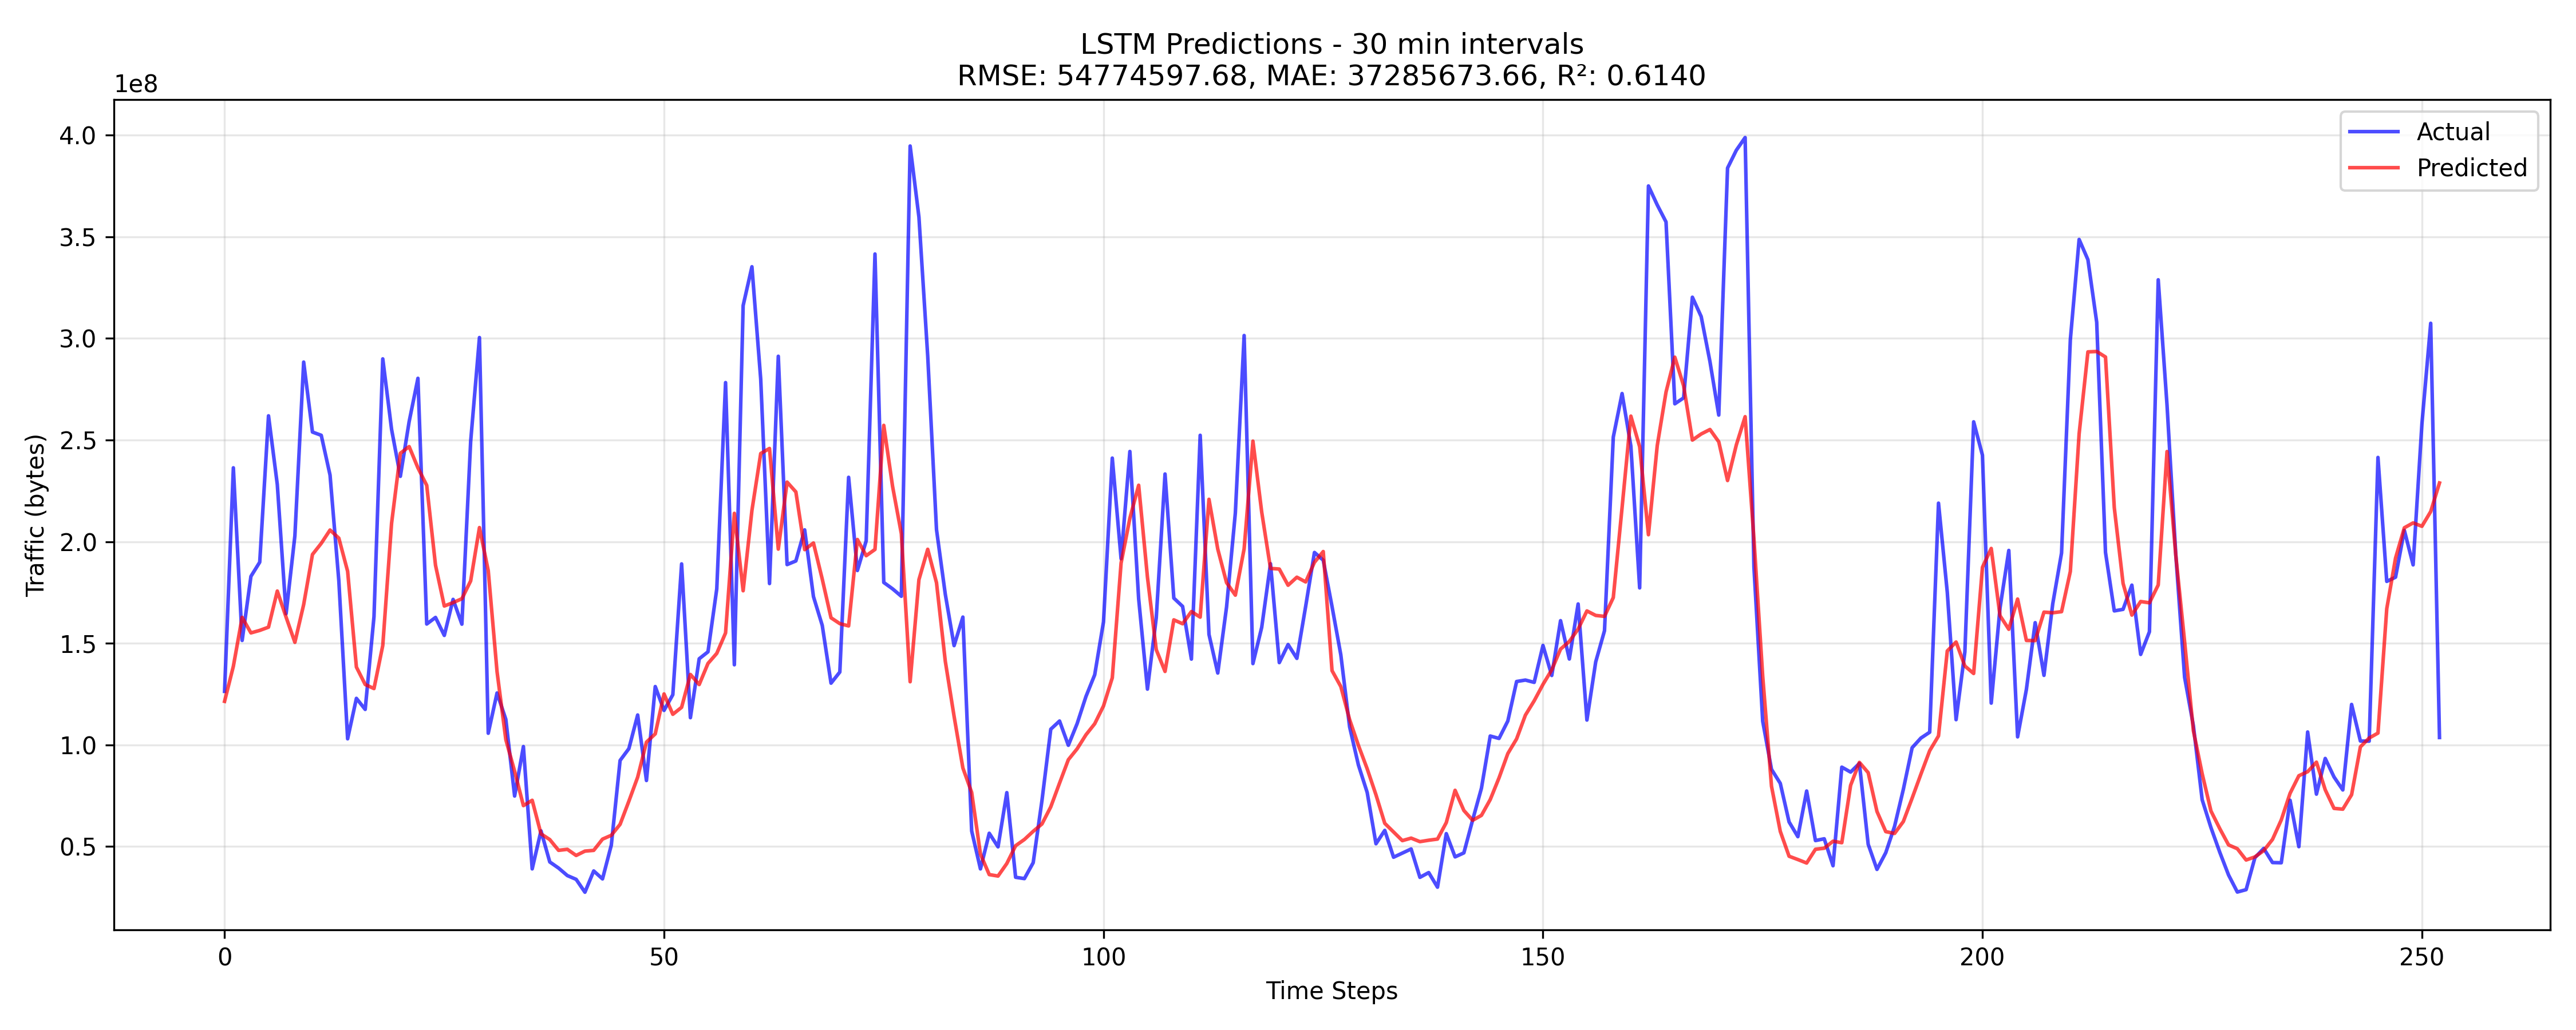 LSTM Predictions - 30 min intervals
RMSE: 54774597.68, MAE: 37285673.66, R²: 0.6140
1e8
4.0
3.5
3.0
2.5
2.0
1.5
1.0
0.5
Traffic (bytes)
Actual
Predicted
0 50 100 150 200 250
Time Steps